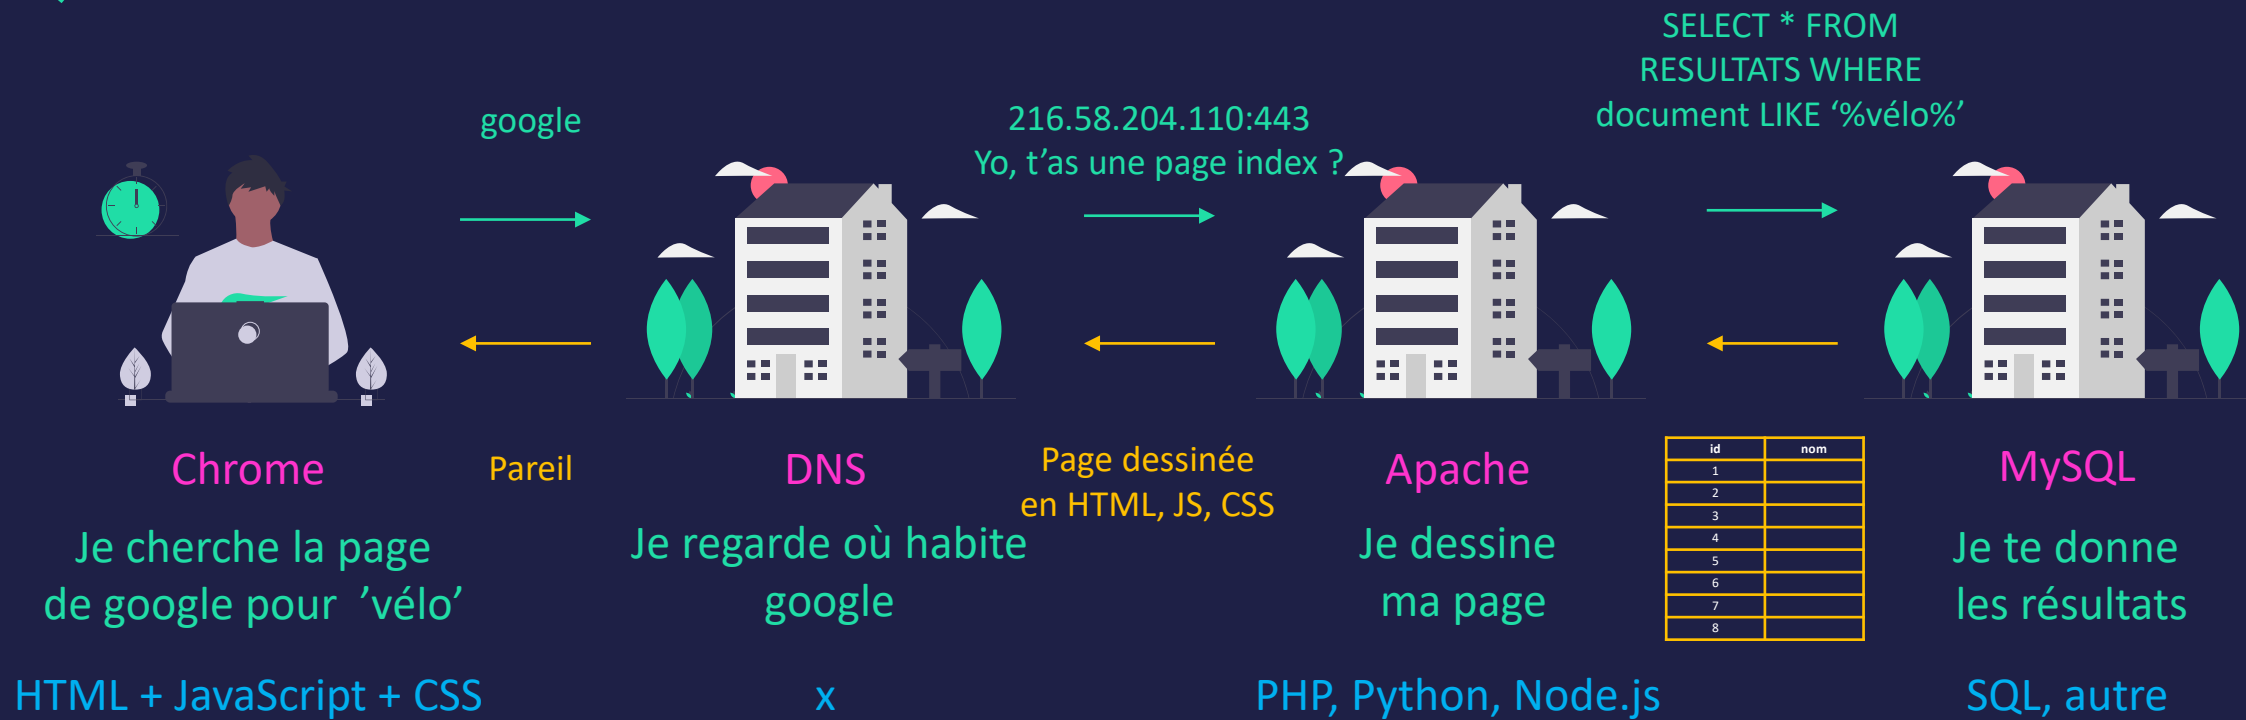 SELECT * FROM
RESULTATS WHERE
document LIKE ‘%vélo%’
google
216.58.204.110:443
Yo, t’as une page index ?
Chrome
Pareil
DNS
Page dessinée
en HTML, JS, CSS
Apache
id nom
1
2
3
4
5
6
7
8
MySQL
Je cherche la page
de google pour ’vélo’
Je regarde où habite
google
Je dessine
ma page
Je te donne
les résultats
HTML + JavaScript + CSS
x
PHP, Python, Node.js
SQL, autre